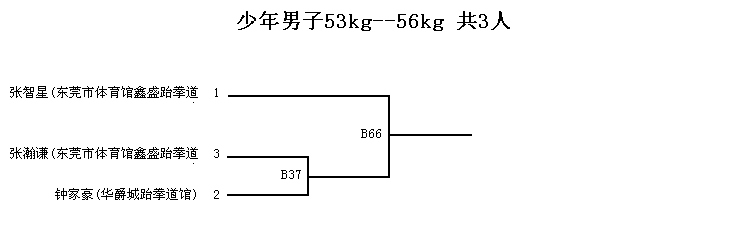 少年男子53kg--56kg 共3人
张智星(东莞市体育馆鑫盛跆拳道 1
B66
张瀚谦(东莞市体育馆鑫盛跆拳道 3
B37
钟家豪(华爵城跆拳道馆) 2